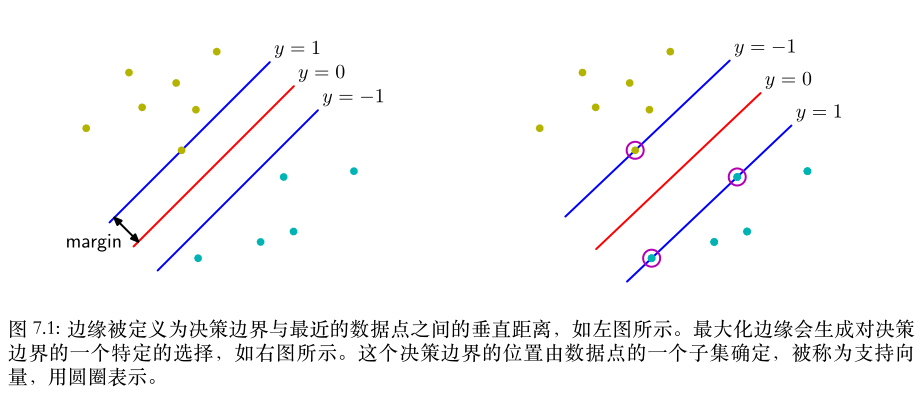 y = 1
y = 0
y = −1
margin
y = −1
y = 0
y = 1
图 7.1: 边缘被定义为决策边界与最近的数据点之间的垂直距离，如左图所示。最大化边缘会生成对决策
边界的一个特定的选择，如右图所示。这个决策边界的位置由数据点的一个子集确定，被称为支持向
量，用圆圈表示。